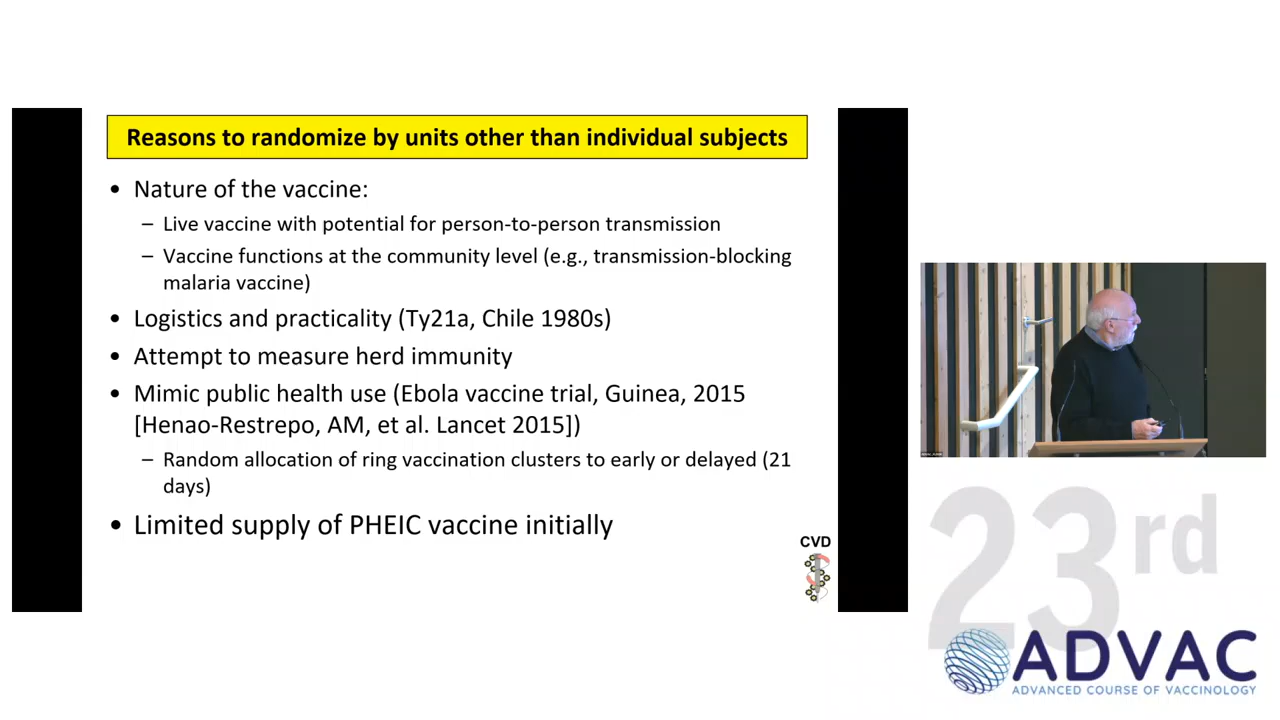 Reasons to randomize by units other than individual subjects
• Nature of the vaccine:
– Live vaccine with potential for person-to-person transmission
– Vaccine functions at the community level (e.g., transmission-blocking
malaria vaccine)
• Logistics and practicality (Ty21a, Chile 1980s)
• Attempt to measure herd immunity
• Mimic public health use (Ebola vaccine trial, Guinea, 2015
[Henao-Restrepo, AM, et al. Lancet 2015])
– Random allocation of ring vaccination clusters to early or delayed (21
days)
• Limited supply of PHEIC vaccine initially
CVD
23rd
ADVAC
ADVANCED COURSE OF VACCINOLOGY